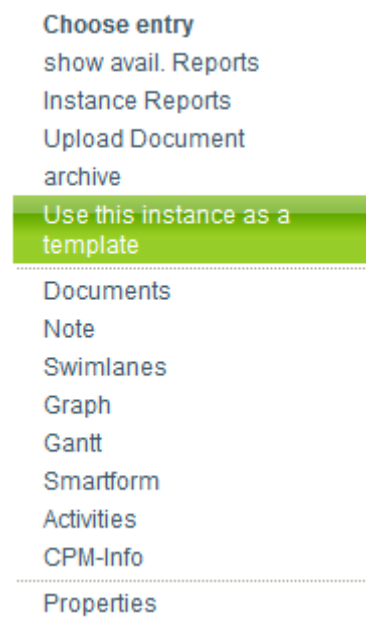 Choose entry
show avail. Reports
Instance Reports
Upload Document
archive
Use this instance as a
template
Documents
Note
Swimlanes
Graph
Gantt
Smartform
Activities
CPM-Info
Properties